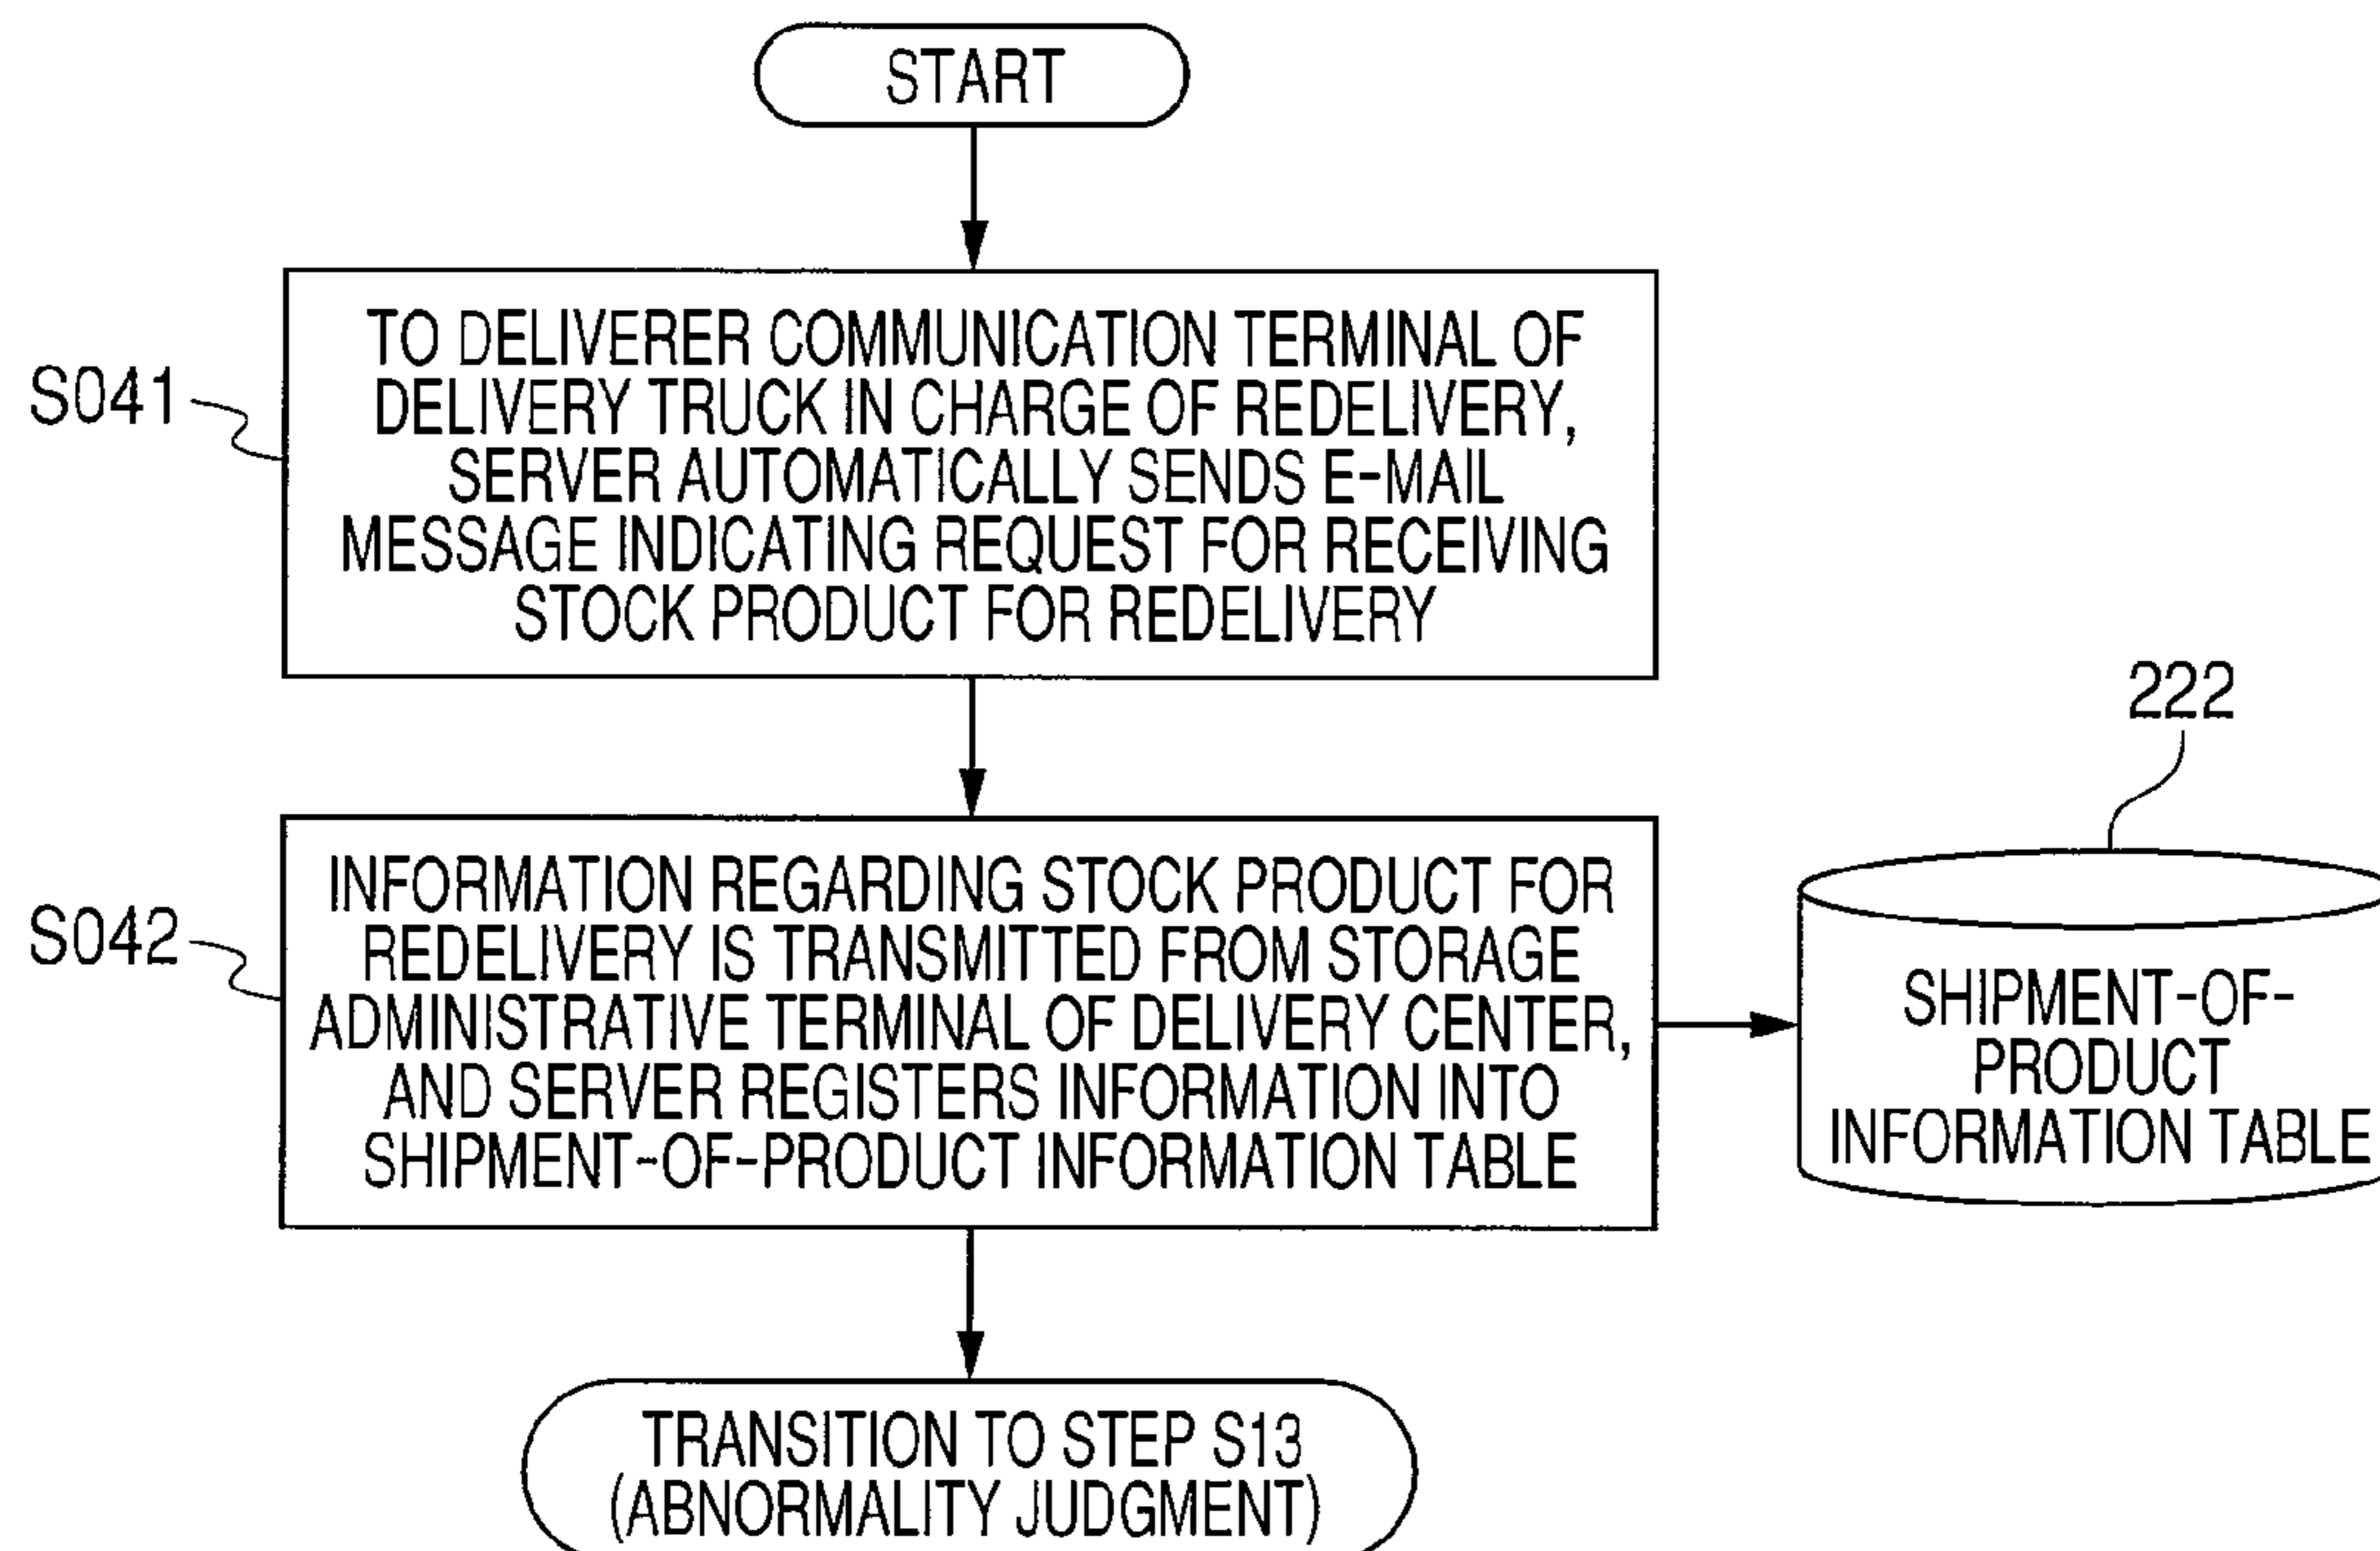 START
S041
TO DELIVERER COMMUNICATION TERMINAL OF
DELIVERY TRUCK IN CHARGE OF REDELIVERY,
SERVER AUTOMATICALLY SENDS E-MAIL
MESSAGE INDICATING REQUEST FOR RECEIVING
STOCK PRODUCT FOR REDELIVERY
S042
INFORMATION REGARDING STOCK PRODUCT FOR
REDELIVERY IS TRANSMITTED FROM STORAGE
ADMINISTRATIVE TERMINAL OF DELIVERY CENTER,
AND SERVER REGISTERS INFORMATION INTO
SHIPMENT-OF-PRODUCT INFORMATION TABLE
222
SHIPMENT-OF-
PRODUCT
INFORMATION TABLE
TRANSITION TO STEP S13
(ABNORMALITY JUDGMENT)